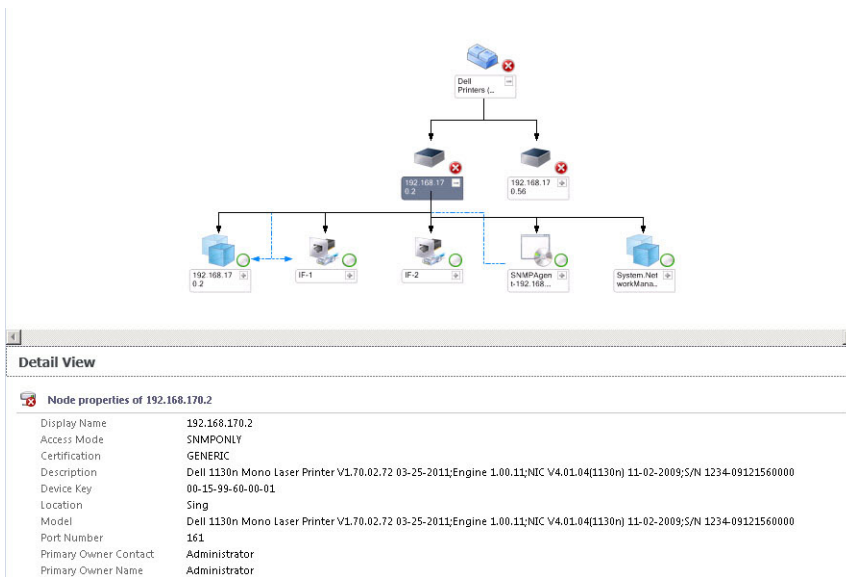 Dell
Printers (..
192.168.17
0.2
192.168.17
0.56
192.168.17
0.2
IF-1
IF-2
SNMPAgen
t-192.168...
System.Net
workMana..
Detail View
Node properties of 192.168.170.2
Display Name 192.168.170.2
Access Mode SNMPONLY
Certification GENERIC
Description Dell 1130n Mono Laser Printer V1.70.02.72 03-25-2011;Engine 1.00.11;NIC V4.01.04(1130n) 11-02-2009;S/N 1234-09121560000
Device Key 00-15-99-60-00-01
Location Sing
Model Dell 1130n Mono Laser Printer V1.70.02.72 03-25-2011;Engine 1.00.11;NIC V4.01.04(1130n) 11-02-2009;S/N 1234-09121560000
Port Number 161
Primary Owner Contact Administrator
Primary Owner Name Administrator